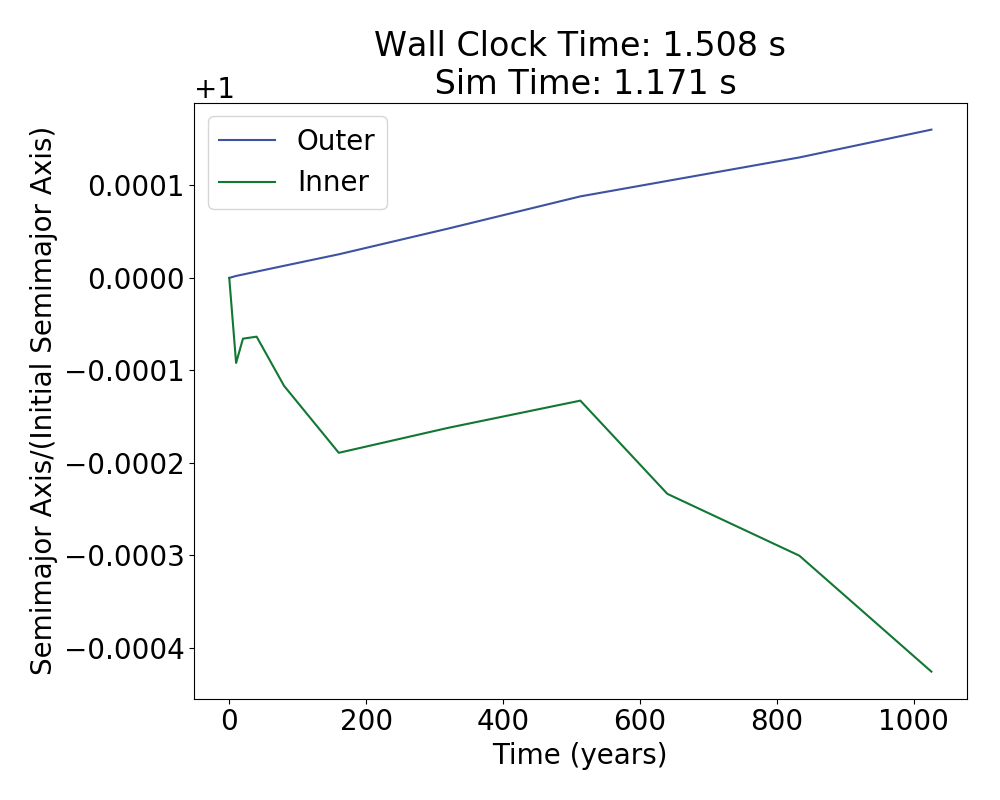 Wall Clock Time: 1.508 s
Sim Time: 1.171 s
+1
Outer
Inner
Semimajor Axis/(Initial Semimajor Axis)
0.0001
0.0000
−0.0001
−0.0002
−0.0003
−0.0004
0 200 400 600 800 1000
Time (years)